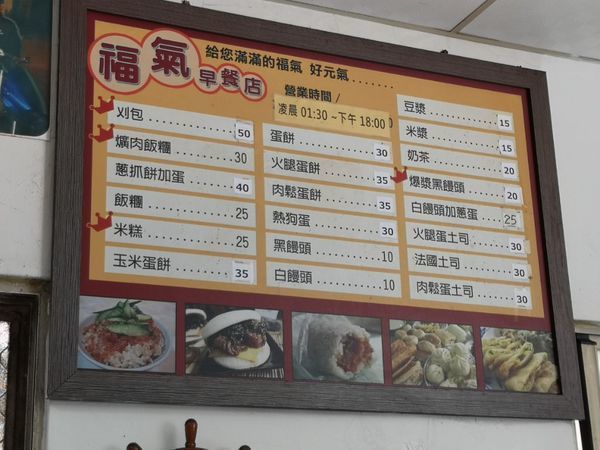 福氣早餐店
給您滿滿的福氣 好元氣......
營業時間/
凌晨 01:30 ~下午 18:00
刈包 50
爌肉飯糰 30
蔥抓餅加蛋 40
飯糰 25
米糕 25
玉米蛋餅 35
蛋餅 30
火腿蛋餅 35
肉鬆蛋餅 35
熱狗蛋 30
黑饅頭 10
白饅頭 10
豆漿 15
米漿 15
奶茶 20
爆漿黑饅頭 20
白饅頭加蔥蛋 25
火腿蛋土司 30
法國土司 30
肉鬆蛋土司 30